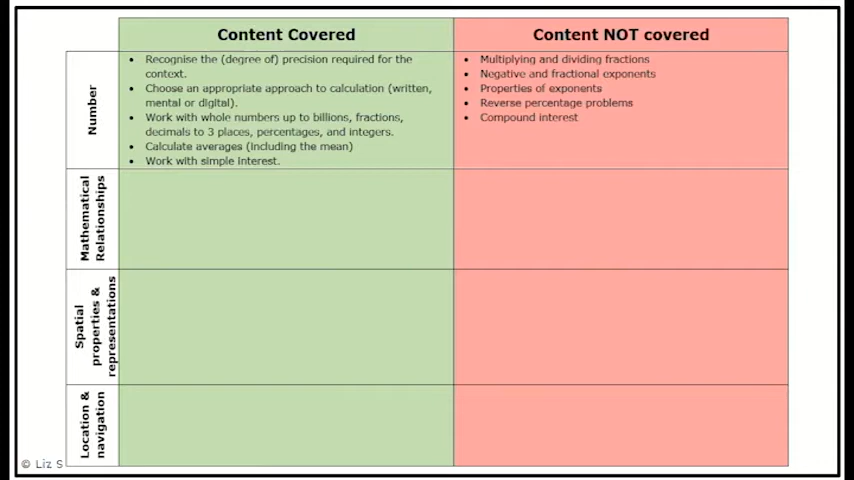 Content Covered
Content NOT covered
Number
• Recognise the (degree of) precision required for the
context.
• Choose an appropriate approach to calculation (written,
mental or digital).
• Work with whole numbers up to billions, fractions,
decimals to 3 places, percentages, and integers.
• Calculate averages (including the mean)
• Work with simple interest.
• Multiplying and dividing fractions
• Negative and fractional exponents
• Properties of exponents
• Reverse percentage problems
• Compound interest
Mathematical
Relationships
Spatial
properties &
representations
Location &
navigation
© Liz S